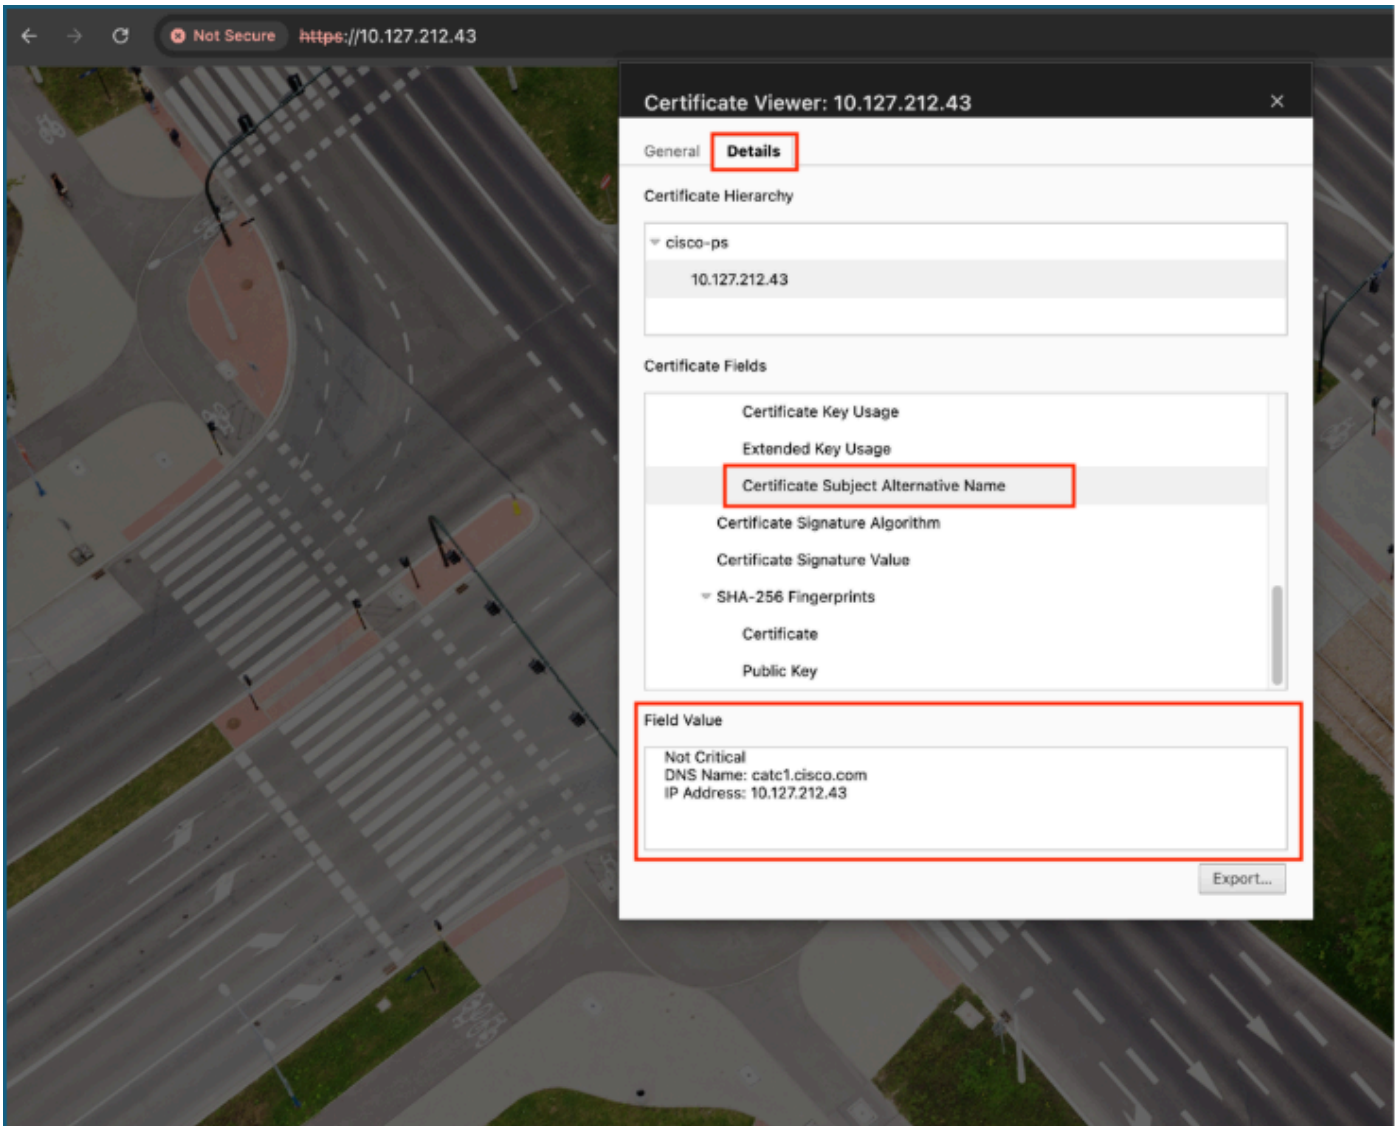 Not Secure https://10.127.212.43
Certificate Viewer: 10.127.212.43
General Details
Certificate Hierarchy
cisco-ps
10.127.212.43
Certificate Fields
Certificate Key Usage
Extended Key Usage
Certificate Subject Alternative Name
Certificate Signature Algorithm
Certificate Signature Value
SHA-256 Fingerprints
Certificate
Public Key
Field Value
Not Critical
DNS Name: catc1.cisco.com
IP Address: 10.127.212.43
Export...